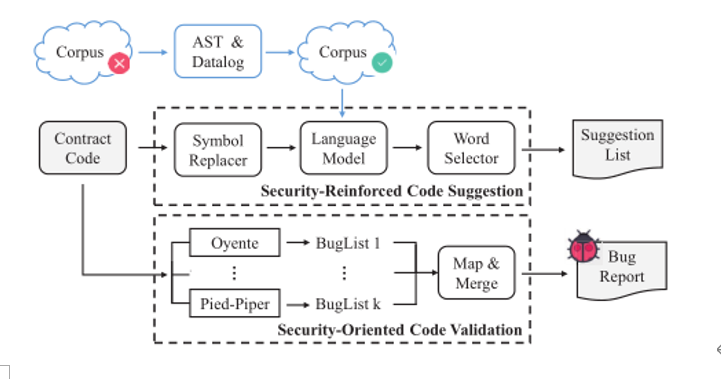 Corpus
AST &
Datalog
Corpus
Contract
Code
Symbol
Replacer
Language
Model
Word
Selector
Suggestion
List
Security-Reinforced Code Suggestion
Oyente
BugList 1
Pied-Piper
BugList k
Map &
Merge
Bug
Report
Security-Oriented Code Validation